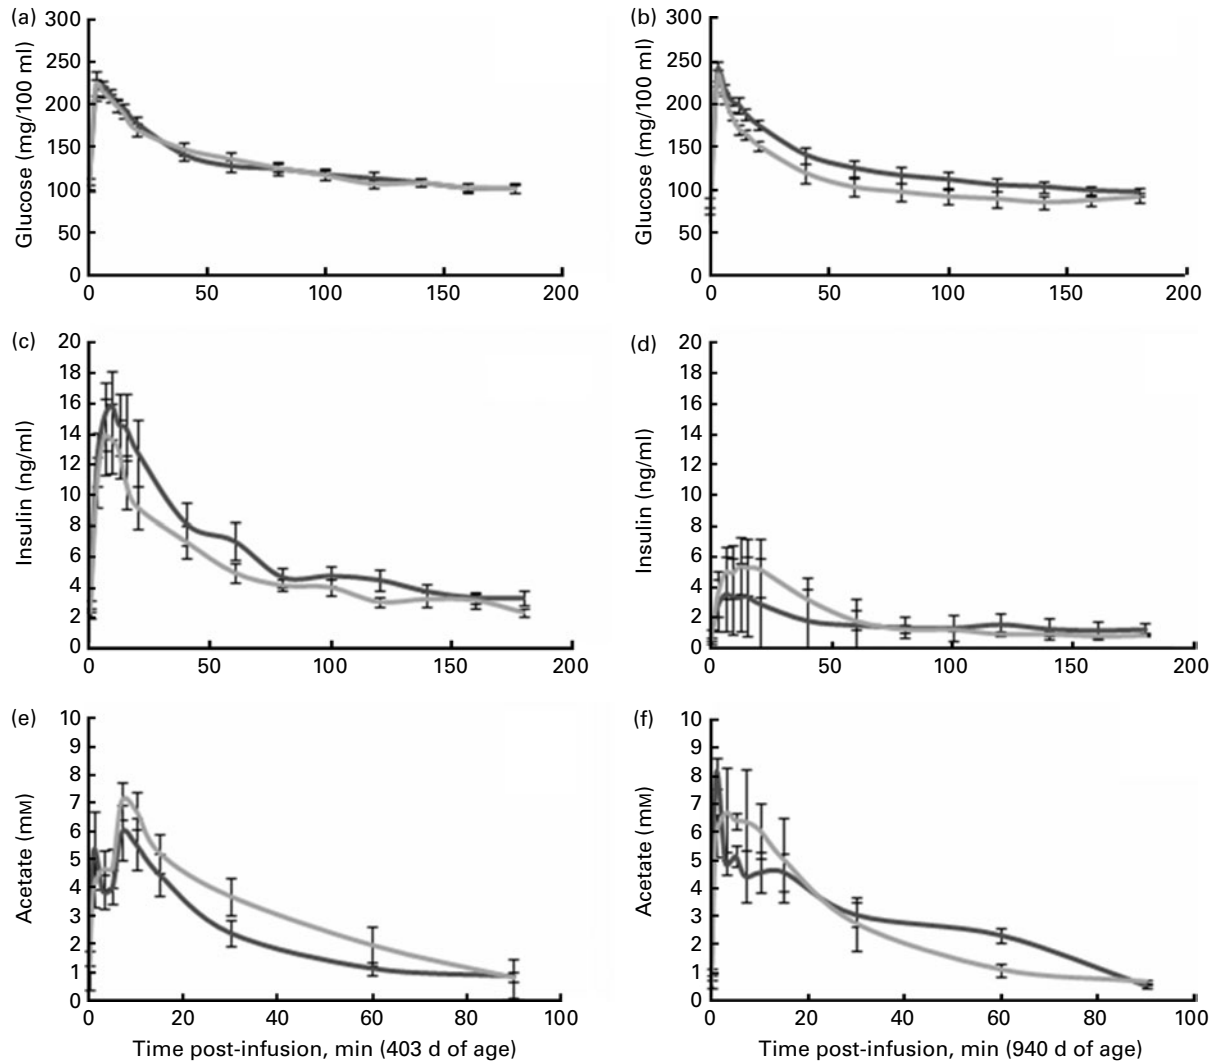 (a)
300
250
200
150
100
50
0
Glucose (mg/100 ml)
0 50 100 150 200
(b)
300
250
200
150
100
50
0
Glucose (mg/100 ml)
0 50 100 150 200
(c)
20
18
16
14
12
10
8
6
4
2
0
Insulin (ng/ml)
0 50 100 150 200
(d)
20
18
16
14
12
10
8
6
4
2
0
Insulin (ng/ml)
0 50 100 150 200
(e)
10
9
8
7
6
5
4
3
2
1
0
Acetate (mM)
0 20 40 60 80 100
Time post-infusion, min (403 d of age)
(f)
10
9
8
7
6
5
4
3
2
1
0
Acetate (mM)
0 20 40 60 80 100
Time post-infusion, min (940 d of age)